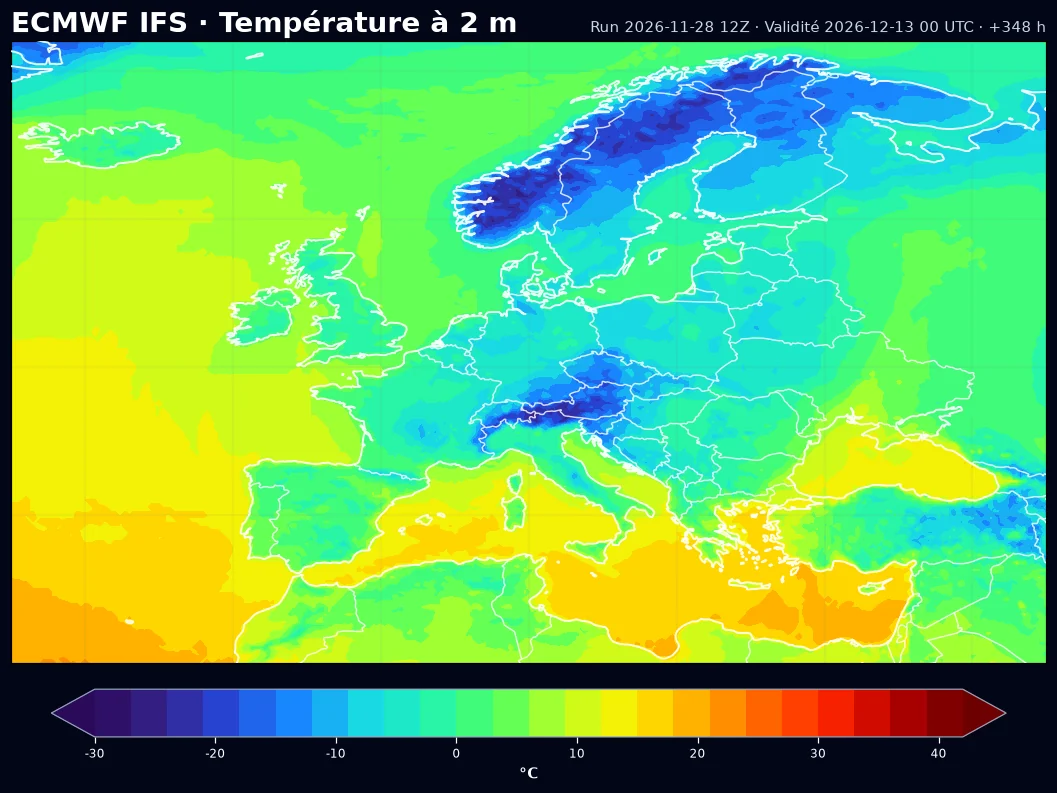 ECMWF IFS · Température à 2 m
Run 2026-11-28 12Z · Validité 2026-12-13 00 UTC · +348 h
-30 -20 -10 0 10 20 30 40
°C